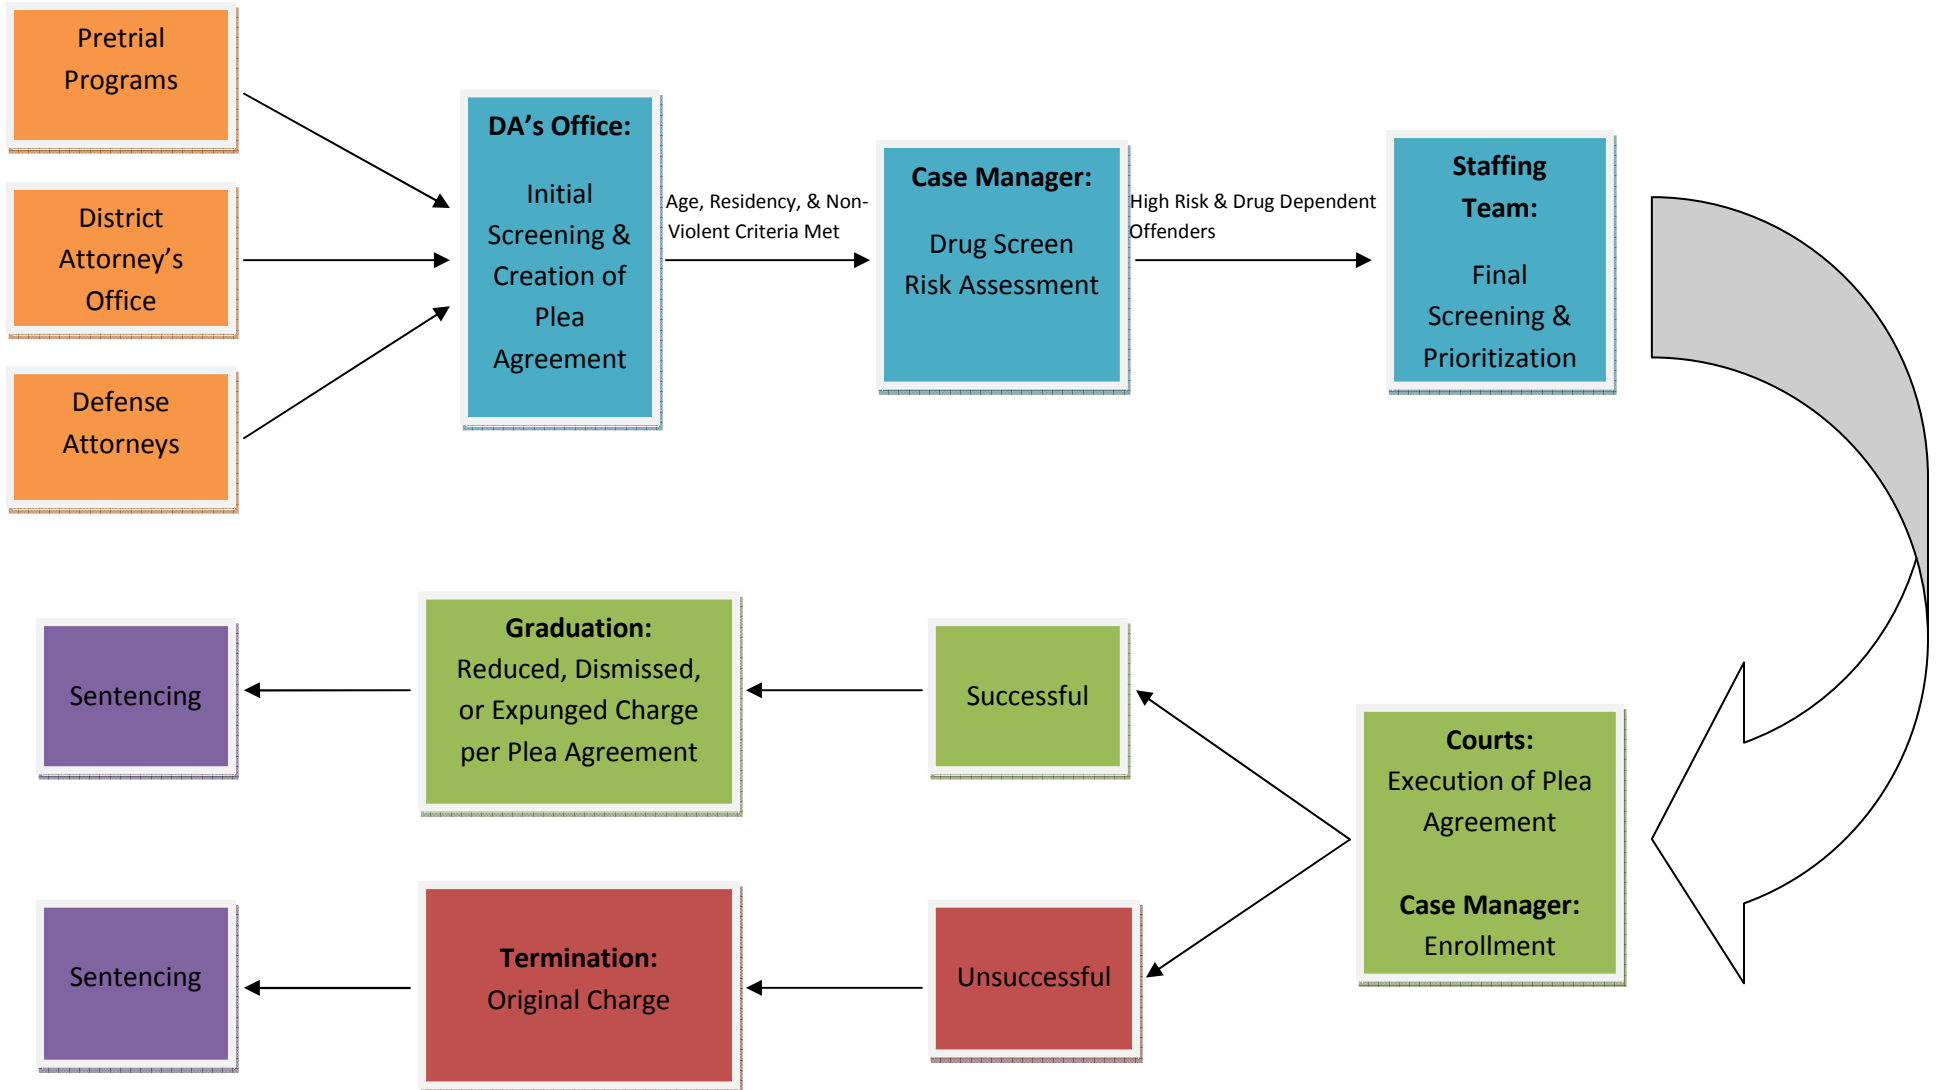 Pretrial
Programs
District
Attorney’s
Office
Defense
Attorneys
DA’s Office:
Initial
Screening &
Creation of
Plea
Agreement
Age, Residency, & Non-
Violent Criteria Met
Case Manager:
Drug Screen
Risk Assessment
High Risk & Drug Dependent
Offenders
Staffing
Team:
Final
Screening &
Prioritization
Sentencing
Graduation:
Reduced, Dismissed,
or Expunged Charge
per Plea Agreement
Successful
Courts:
Execution of Plea
Agreement
Case Manager:
Enrollment
Sentencing
Termination:
Original Charge
Unsuccessful